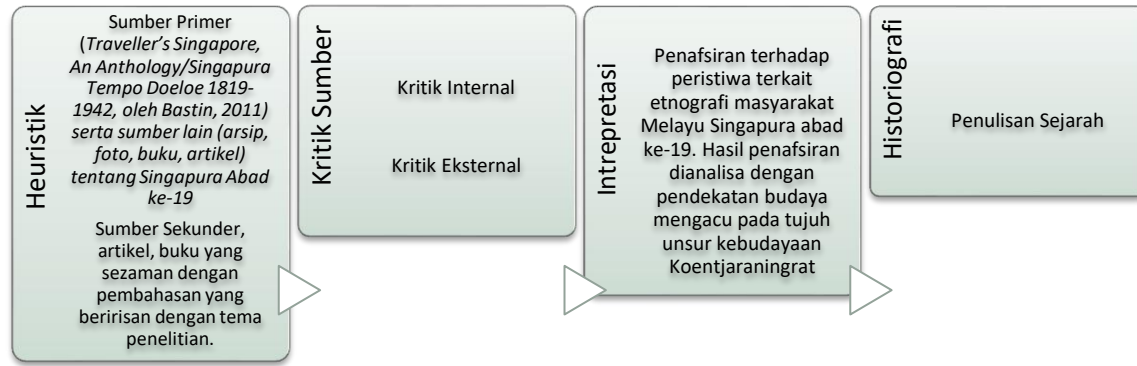 Heuristik
Sumber Primer
(Traveller's Singapore,
An Anthology/Singapura
Tempo Doeloe 1819-
1942, oleh Bastin, 2011)
serta sumber lain (arsip,
foto, buku, artikel)
tentang Singapura Abad
ke-19
Sumber Sekunder,
artikel, buku yang
sezaman dengan
pembahasan yang
beririsan dengan tema
penelitian.
Kritik Sumber
Kritik Internal
Kritik Eksternal
Intrepretasi
Penafsiran terhadap
peristiwa terkait
etnografi masyarakat
Melayu Singapura abad
ke-19. Hasil penafsiran
dianalisa dengan
pendekatan budaya
mengacu pada tujuh
unsur kebudayaan
Koentjaraningrat
Historiografi
Penulisan Sejarah